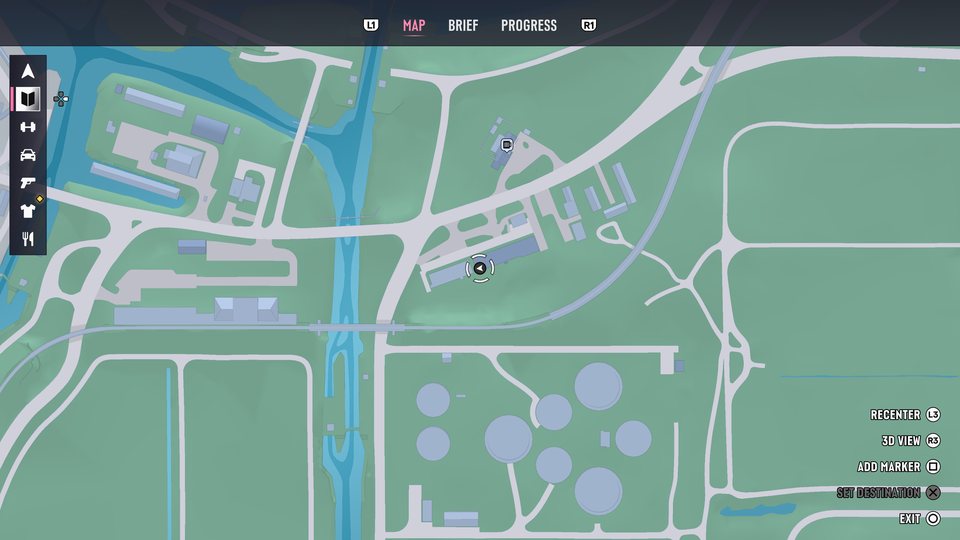 L1 MAP BRIEF PROGRESS R1
RECENTER L3
3D VIEW R3
ADD MARKER
SET DESTINATION
EXIT